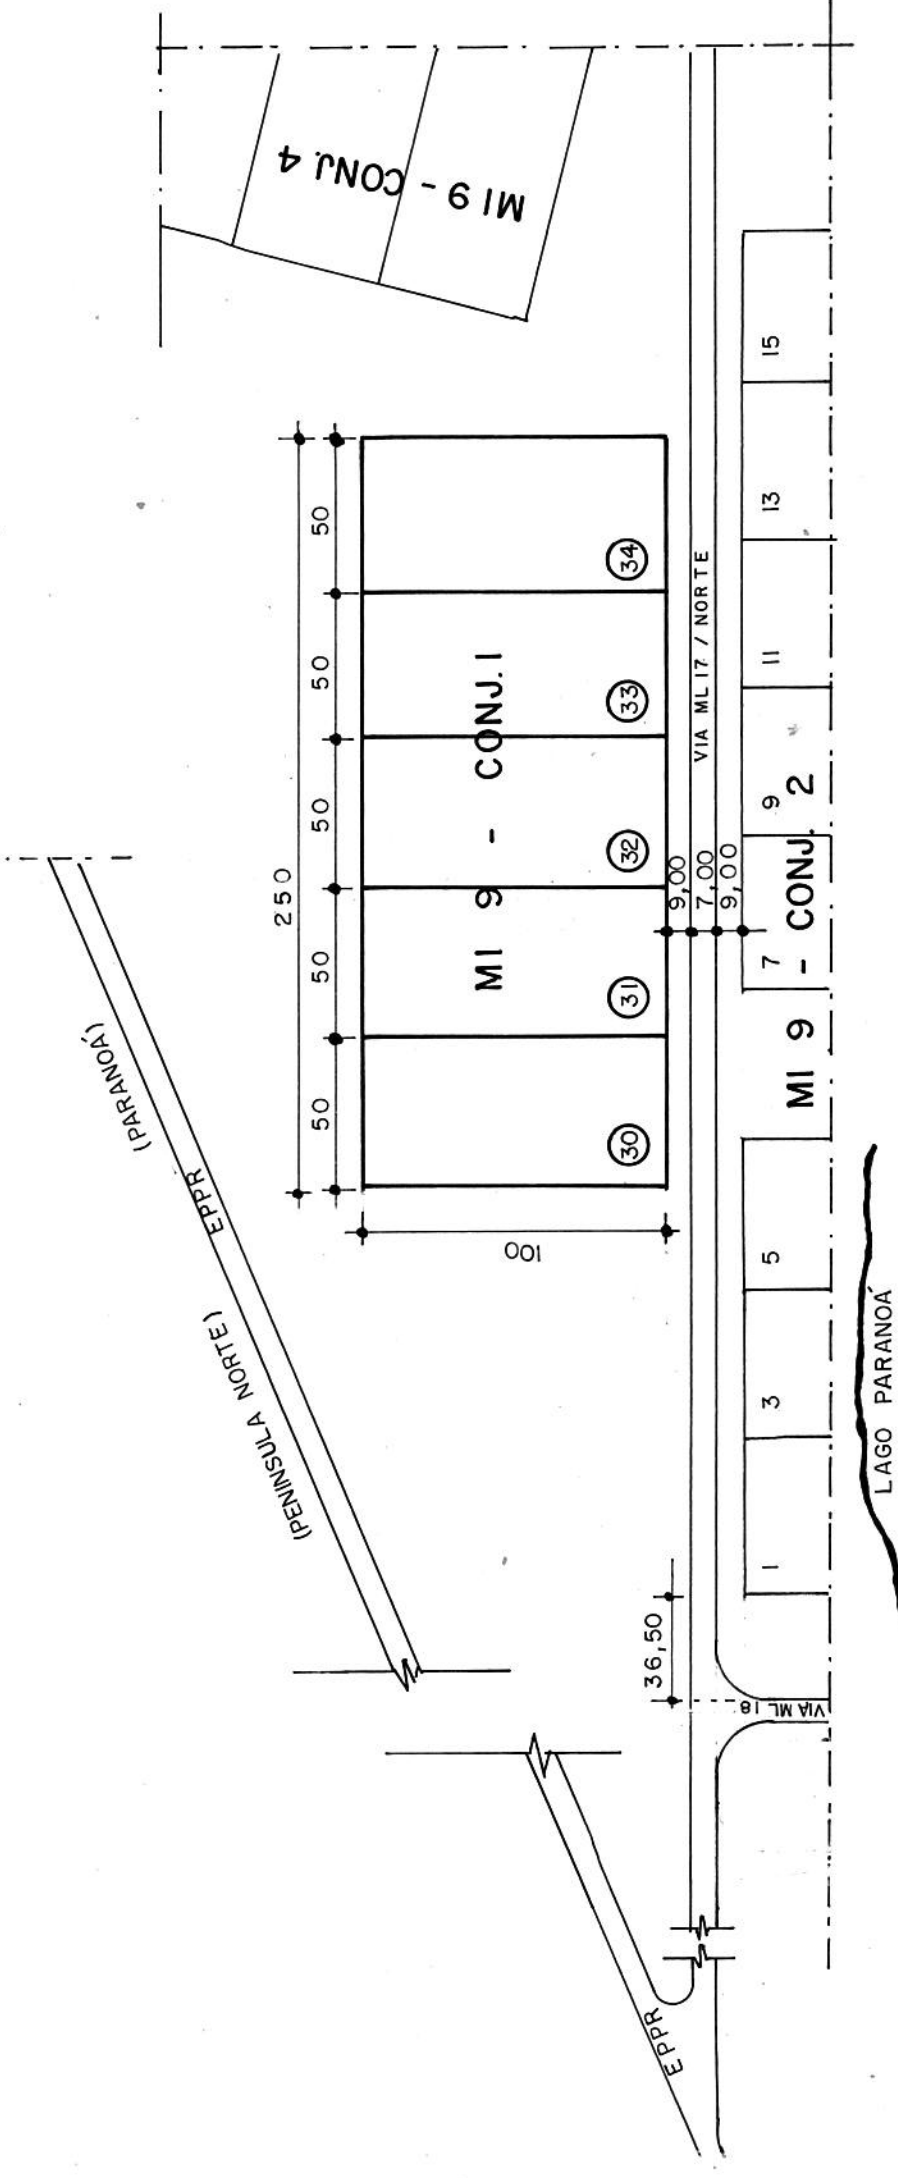 (PARANOÁ)
EPPR
(PENINSULA NORTE)
EPPR
MI 9 - CONJ. 4
250
50
50
50
50
50
100
MI 9 - CONJ. 1
30
31
32
33
34
9,00
7,00
9,00
VIA ML 17 / NORTE
36,50
VIA ML 18
1
3
5
7
9
11
13
15
MI 9 - CONJ. 2
LAGO PARANOÁ